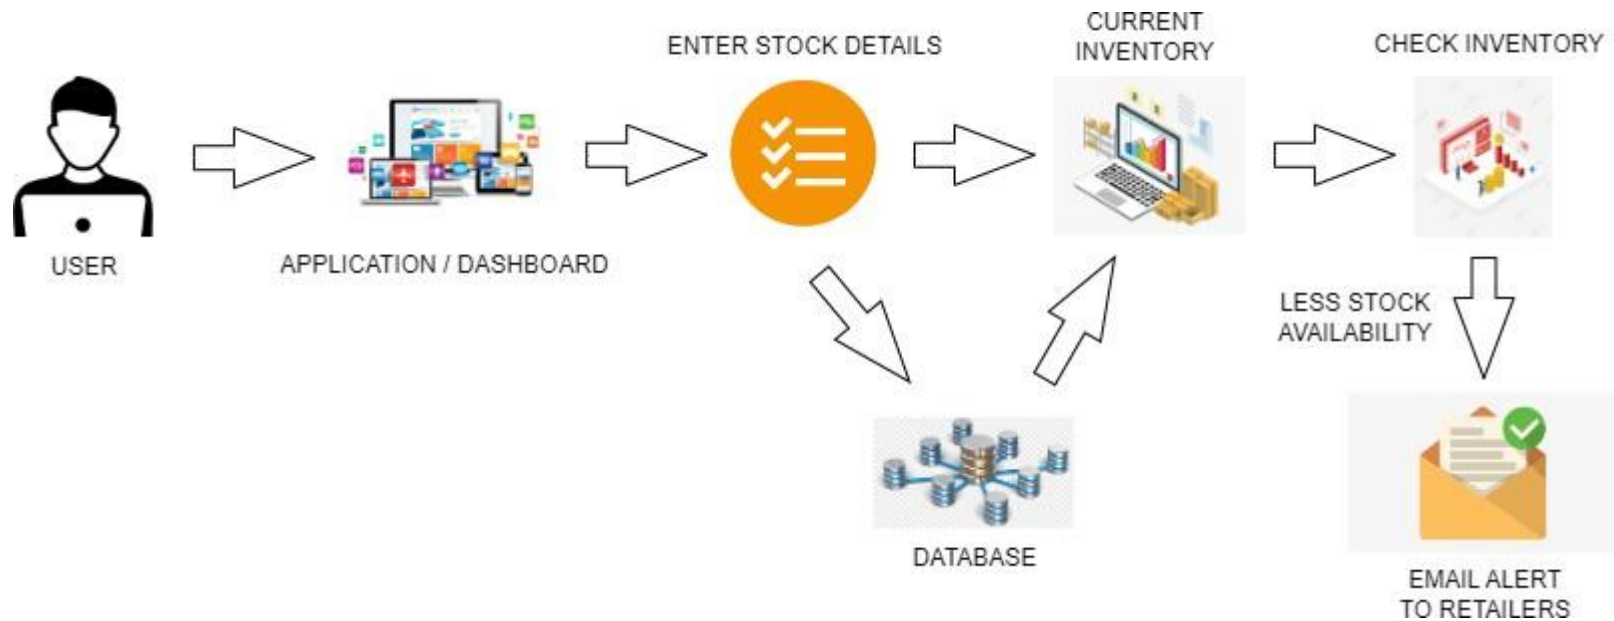 ENTER STOCK DETAILS
CURRENT
INVENTORY
CHECK INVENTORY
USER
APPLICATION / DASHBOARD
LESS STOCK
AVAILABILITY
DATABASE
EMAIL ALERT
TO RETAILERS